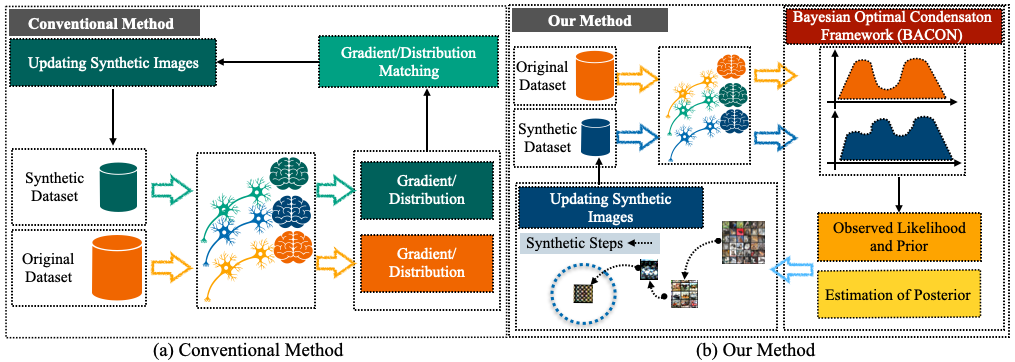 Conventional Method
Updating Synthetic Images
Gradient/Distribution
Matching
Synthetic
Dataset
Gradient/
Distribution
Original
Dataset
Gradient/
Distribution
(a) Conventional Method
Our Method
Bayesian Optimal Condensaton
Framework (BACON)
Original
Dataset
Synthetic
Dataset
Updating Synthetic
Images
Synthetic Steps
Observed Likelihood
and Prior
Estimation of Posterior
(b) Our Method